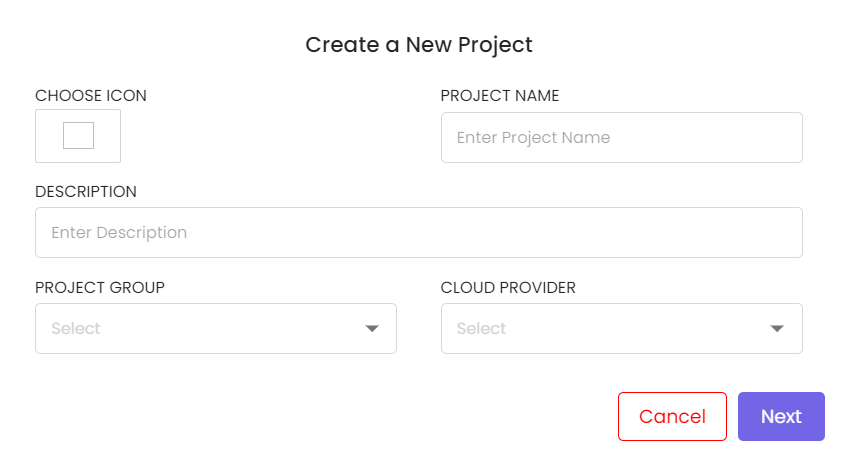 Create a New Project
CHOOSE ICON
PROJECT NAME
Enter Project Name
DESCRIPTION
Enter Description
PROJECT GROUP
CLOUD PROVIDER
Select
Select
Cancel
Next